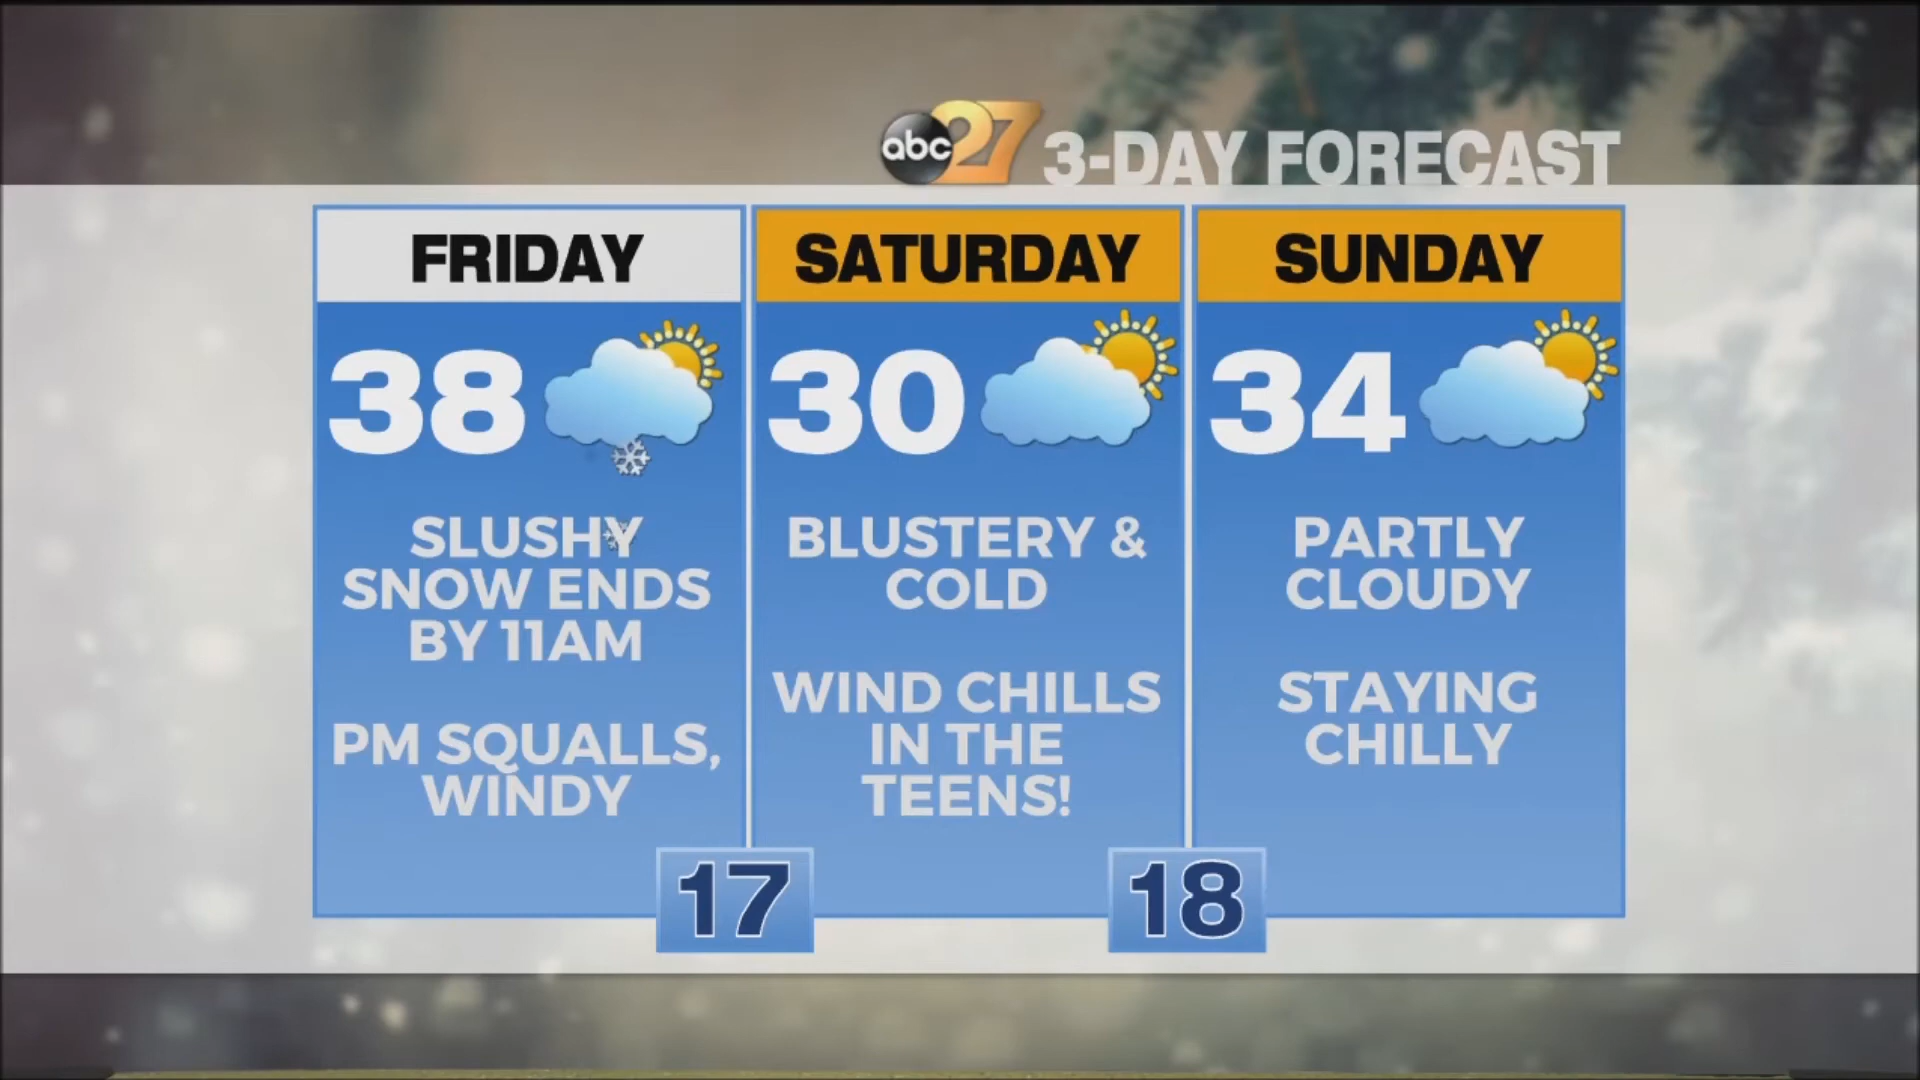 abc27 3-DAY FORECAST
FRIDAY
38
SLUSHY
SNOW ENDS
BY 11AM
PM SQUALLS,
WINDY
17
SATURDAY
30
BLUSTERY &
COLD
WIND CHILLS
IN THE
TEENS!
18
SUNDAY
34
PARTLY
CLOUDY
STAYING
CHILLY